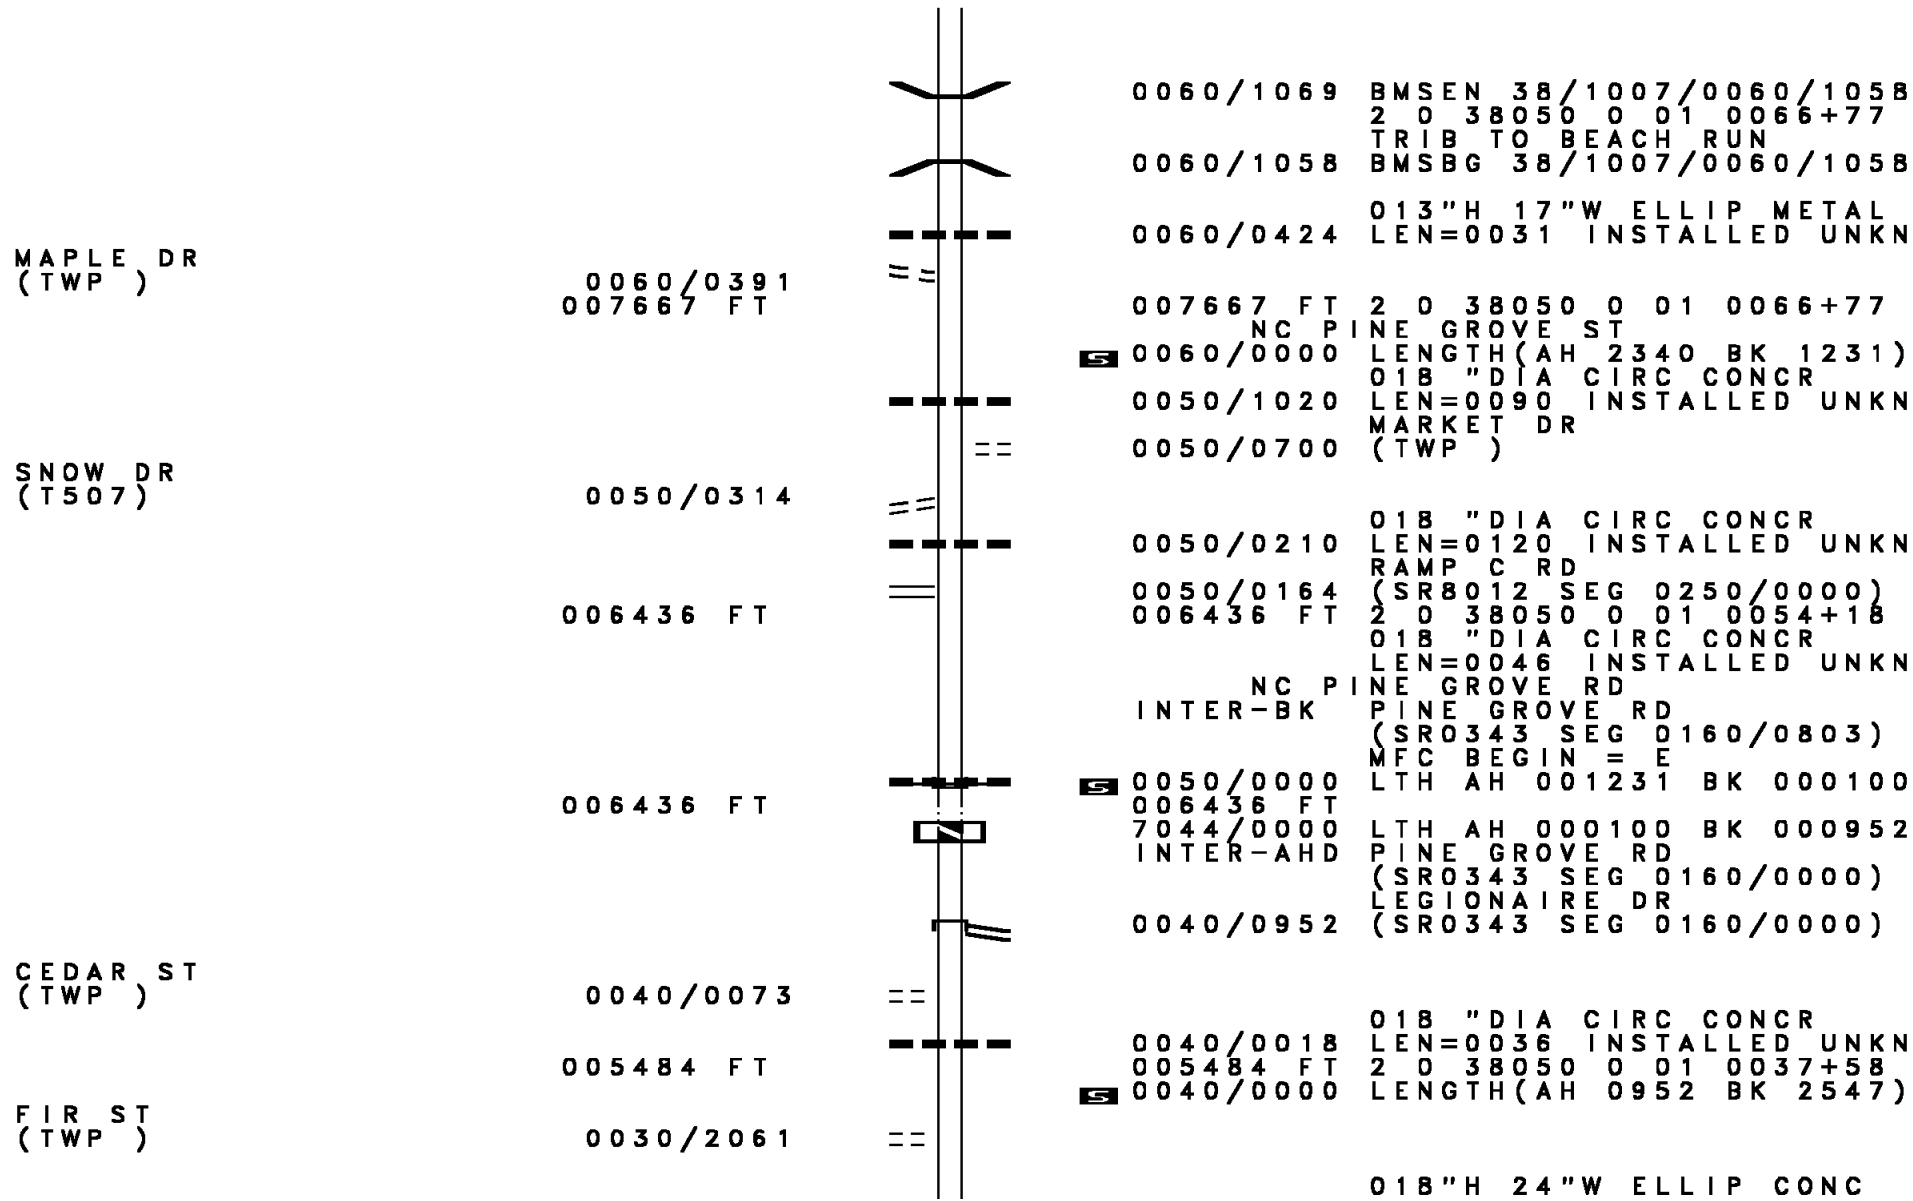 0060/1069 BMSEN 38/1007/0060/1058
2 0 38050 0 01 0066+77
TRIB TO BEACH RUN
0060/1058 BMSBG 38/1007/0060/1058
013"H 17"W ELLIP METAL
0060/0424 LEN=0031 INSTALLED UNKN
MAPLE DR
(TWP )
0060/0391
007667 FT
007667 FT 2 0 38050 0 01 0066+77
NC PINE GROVE ST
S 0060/0000 LENGTH(AH 2340 BK 1231)
018 "DIA CIRC CONCR
0050/1020 LEN=0090 INSTALLED UNKN
MARKET DR
0050/0700 (TWP )
SNOW DR
(T507) 0050/0314
018 "DIA CIRC CONCR
0050/0210 LEN=0120 INSTALLED UNKN
RAMP C RD
0050/0164 (SR8012 SEG 0250/0000)
006436 FT 006436 FT 2 0 38050 0 01 0054+18
018 "DIA CIRC CONCR
LEN=0046 INSTALLED UNKN
NC PINE GROVE RD
INTER-BK PINE GROVE RD
(SR0343 SEG 0160/0803)
MFC BEGIN = E
S 0050/0000 LTH AH 001231 BK 000100
006436 FT 006436 FT
7044/0000 LTH AH 000100 BK 000952
INTER-AHD PINE GROVE RD
(SR0343 SEG 0160/0000)
LEGIONAIRE DR
0040/0952 (SR0343 SEG 0160/0000)
CEDAR ST
(TWP ) 0040/0073
018 "DIA CIRC CONCR
0040/0018 LEN=0036 INSTALLED UNKN
005484 FT 005484 FT 2 0 38050 0 01 0037+58
S 0040/0000 LENGTH(AH 0952 BK 2547)
FIR ST
(TWP ) 0030/2061
018"H 24"W ELLIP CONC